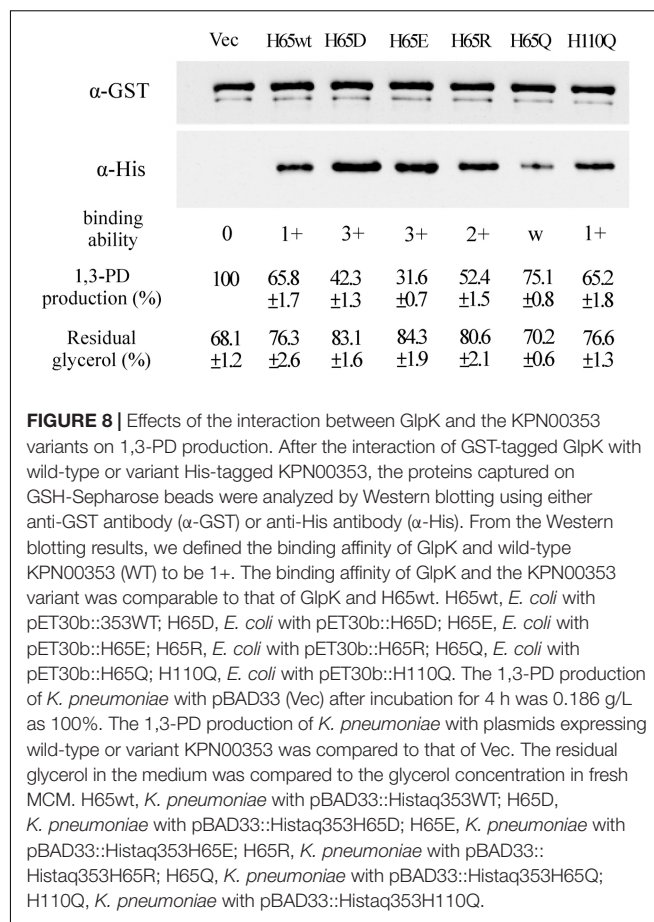 Vec H65wt H65D H65E H65R H65Q H110Q
α-GST
α-His
binding
ability
0 1+ 3+ 3+ 2+ w 1+
1,3-PD
production (%)
100 65.8 42.3 31.6 52.4 75.1 65.2
±1.7 ±1.3 ±0.7 ±1.5 ±0.8 ±1.8
Residual
glycerol (%)
68.1 76.3 83.1 84.3 80.6 70.2 76.6
±1.2 ±2.6 ±1.6 ±1.9 ±2.1 ±0.6 ±1.3
FIGURE 8 | Effects of the interaction between GlpK and the KPN00353
variants on 1,3-PD production. After the interaction of GST-tagged GlpK with
wild-type or variant His-tagged KPN00353, the proteins captured on
GSH-Sepharose beads were analyzed by Western blotting using either
anti-GST antibody (α-GST) or anti-His antibody (α-His). From the Western
blotting results, we defined the binding affinity of GlpK and wild-type
KPN00353 (WT) to be 1+. The binding affinity of GlpK and the KPN00353
variant was comparable to that of GlpK and H65wt. H65wt, E. coli with
pET30b::353WT; H65D, E. coli with pET30b::H65D; H65E, E. coli with
pET30b::H65E; H65R, E. coli with pET30b::H65R; H65Q, E. coli with
pET30b::H65Q; H110Q, E. coli with pET30b::H110Q. The 1,3-PD production
of K. pneumoniae with pBAD33 (Vec) after incubation for 4 h was 0.186 g/L
as 100%. The 1,3-PD production of K. pneumoniae with plasmids expressing
wild-type or variant KPN00353 was compared to that of Vec. The residual
glycerol in the medium was compared to the glycerol concentration in fresh
MCM. H65wt, K. pneumoniae with pBAD33::Histaq353WT; H65D,
K. pneumoniae with pBAD33::Histaq353H65D; H65E, K. pneumoniae with
pBAD33::Histaq353H65E; H65R, K. pneumoniae with pBAD33::
Histaq353H65R; H65Q, K. pneumoniae with pBAD33::Histaq353H65Q;
H110Q, K. pneumoniae with pBAD33::Histaq353H110Q.